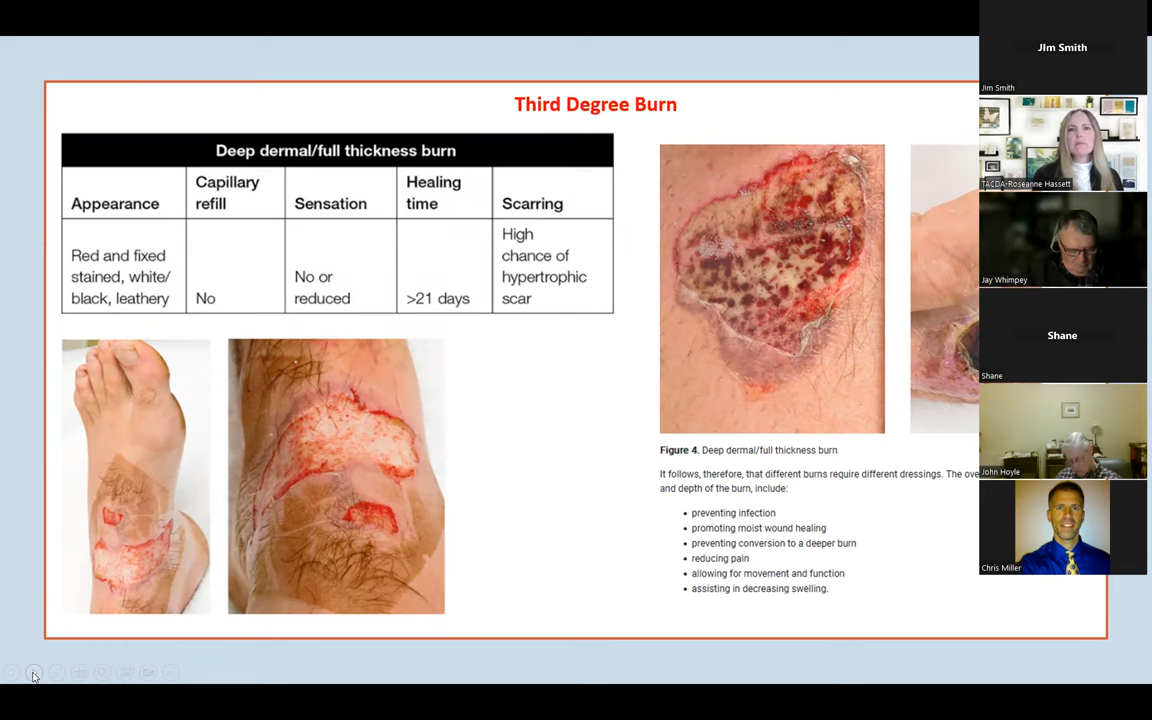 Third Degree Burn
Deep dermal/full thickness burn
Appearance
Capillary
refill
Sensation
Healing
time
Scarring
Red and fixed
stained, white/
black, leathery
No
No or
reduced
>21 days
High
chance of
hypertrophic
scar
Figure 4. Deep dermal/full thickness burn
It follows, therefore, that different burns require different dressings. The
and depth of the burn, include:
• preventing infection
• promoting moist wound healing
• preventing conversion to a deeper burn
• reducing pain
• allowing for movement and function
• assisting in decreasing swelling.
JIm Smith
JIm Smith
TACDA-Roseanne Hassett
Jay Whimpey
Shane
Shane
John Hoyle
Chris Miller